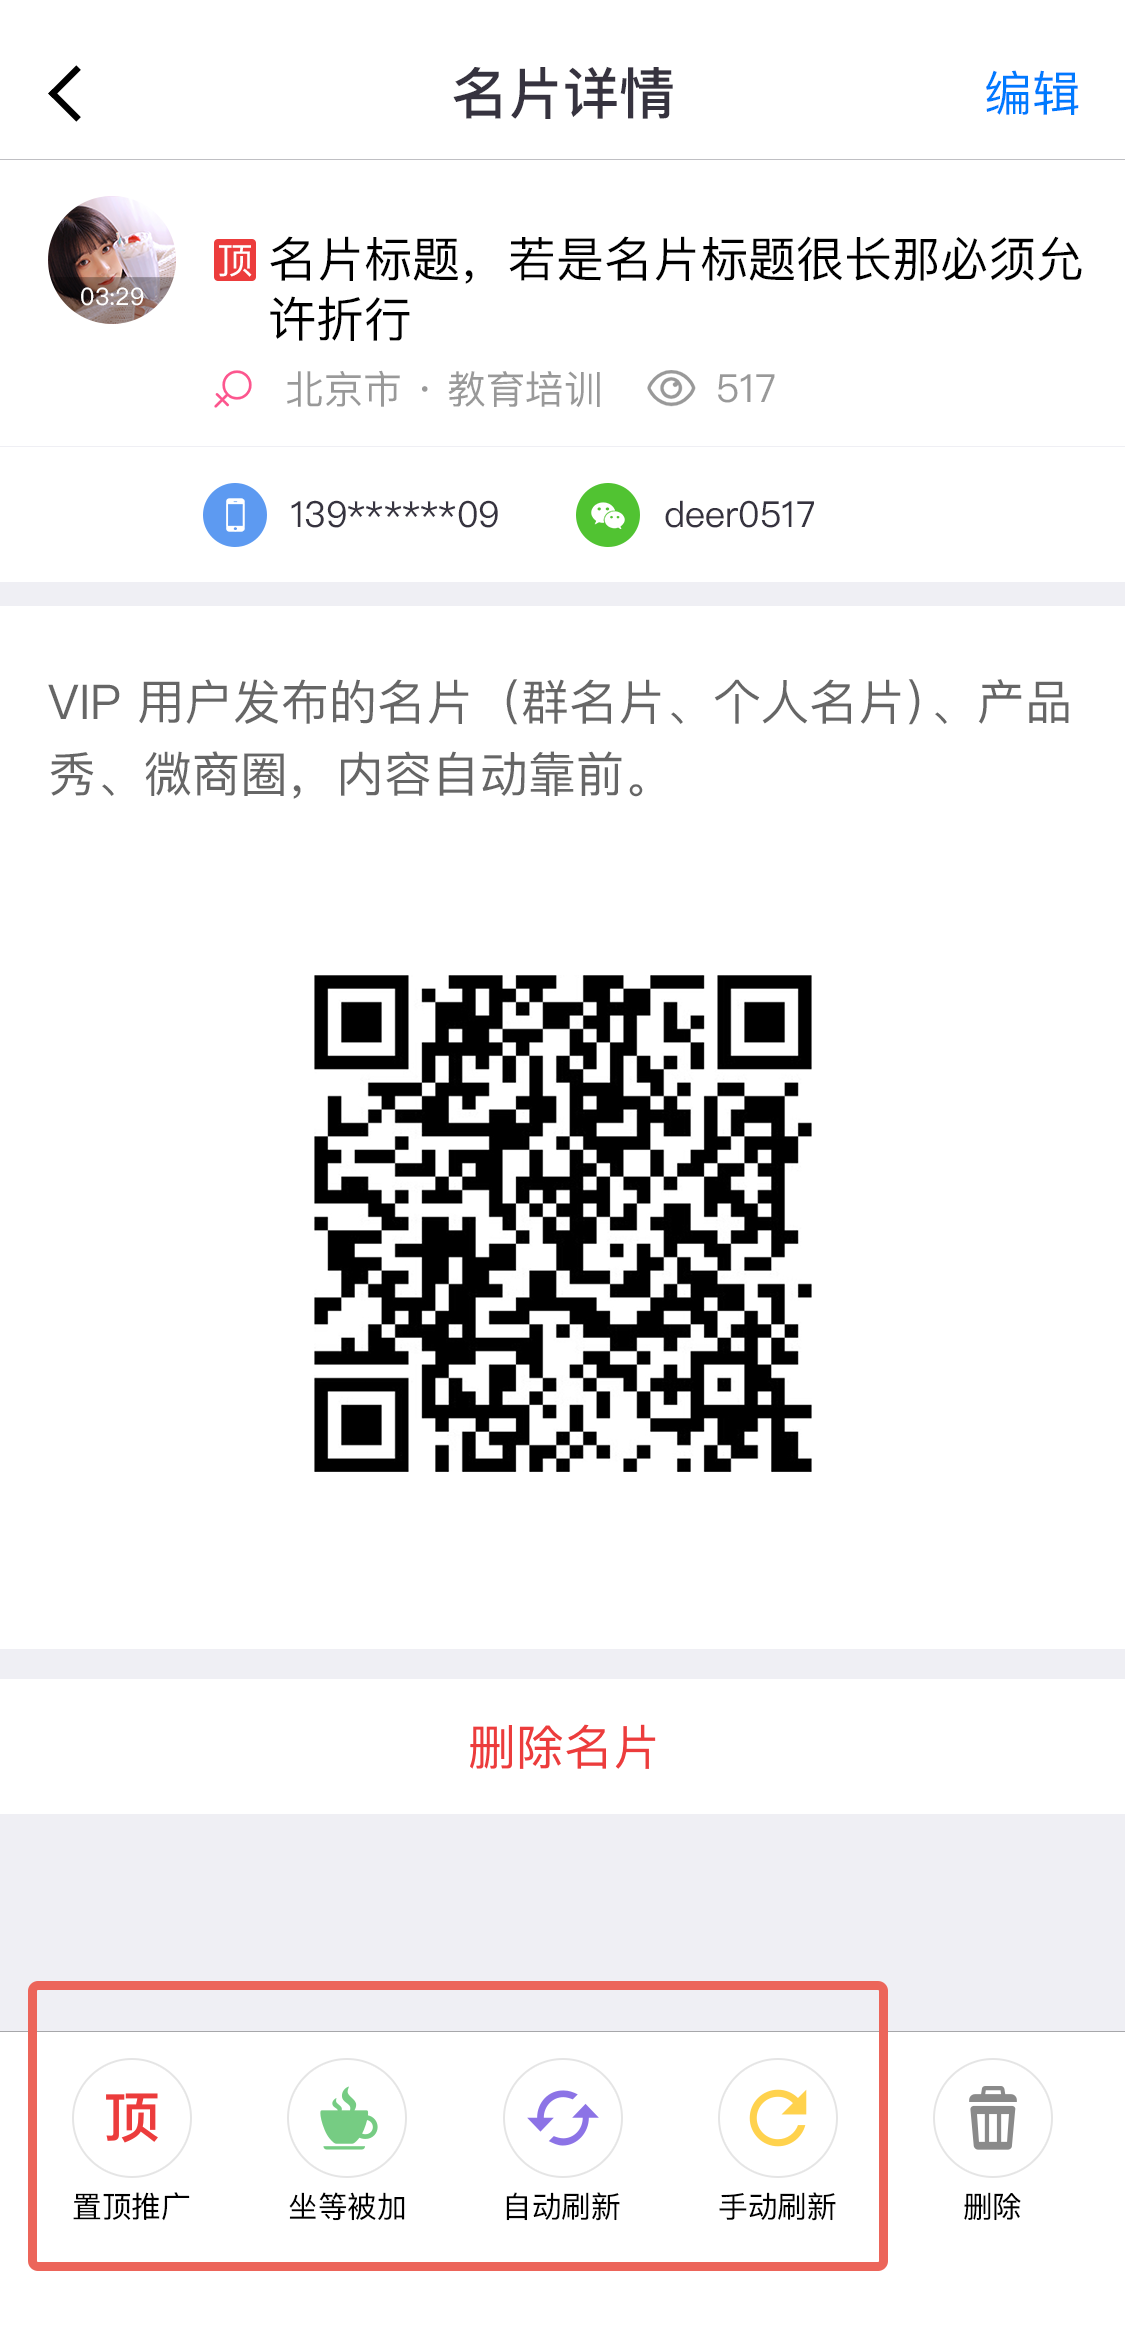 名片详情
编辑
03:29
顶 名片标题，若是名片标题很长那必须允
许折行
北京市 · 教育培训 517
139******09 deer0517
VIP 用户发布的名片（群名片、个人名片）、产品
秀、微商圈，内容自动靠前。
删除名片
顶
置顶推广 坐等被加 自动刷新 手动刷新 删除